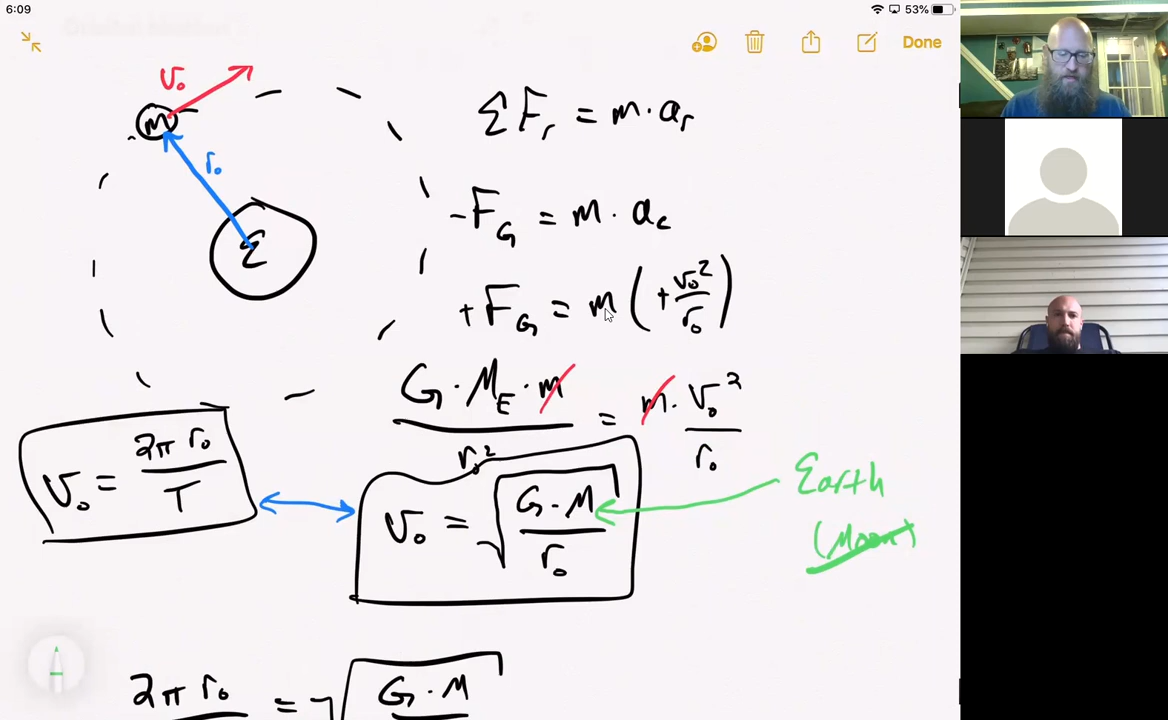 6:09
53%
Done
v₀
m
r₀
E
ΣFᵣ = m · aᵣ
-F_G = m · a_c
+F_G = m (+v₀²/r₀)
G · M_E · m / r₀² = m · v₀² / r₀
v₀ = 2π r₀ / T
v₀ = √(G · M / r₀)
Earth
(Moon)
2π r₀ = √ G · M